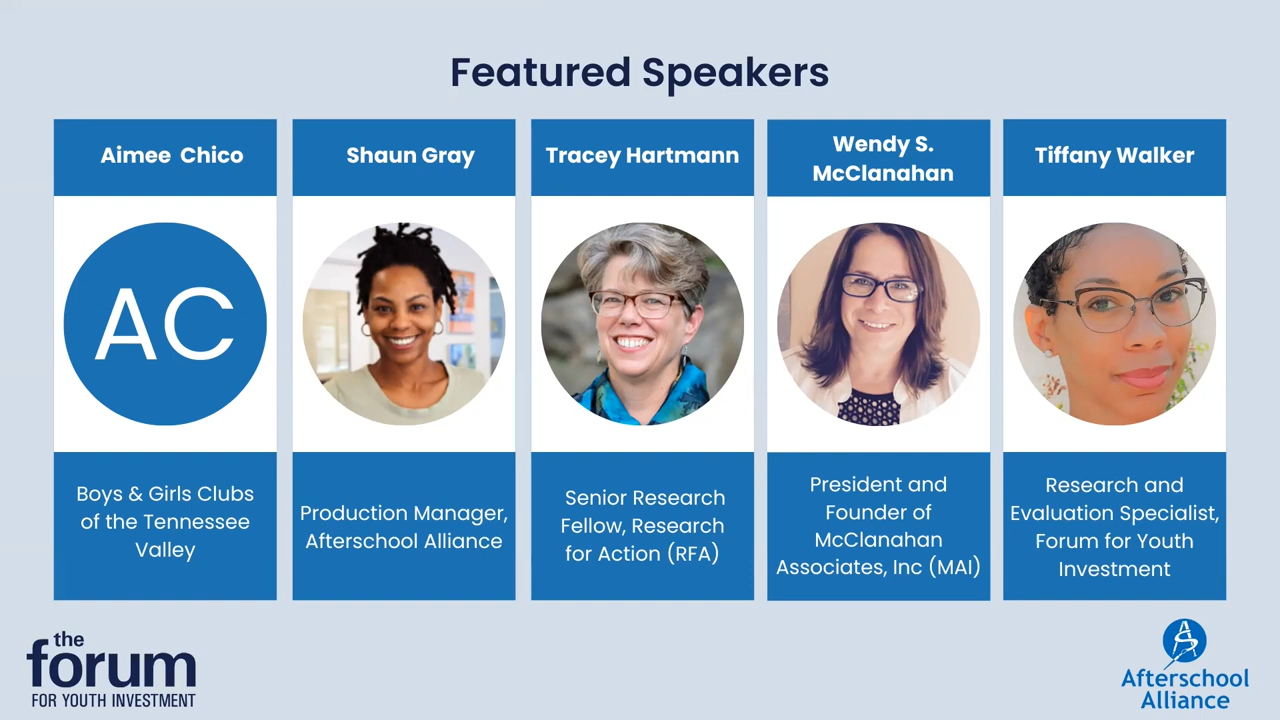 Featured Speakers
Aimee Chico
AC
Boys & Girls Clubs
of the Tennessee
Valley
Shaun Gray
Production Manager,
Afterschool Alliance
Tracey Hartmann
Senior Research
Fellow, Research
for Action (RFA)
Wendy S.
McClanahan
President and
Founder of
McClanahan
Associates, Inc (MAI)
Tiffany Walker
Research and
Evaluation Specialist,
Forum for Youth
Investment
the
forum
FOR YOUTH INVESTMENT
Afterschool
Alliance